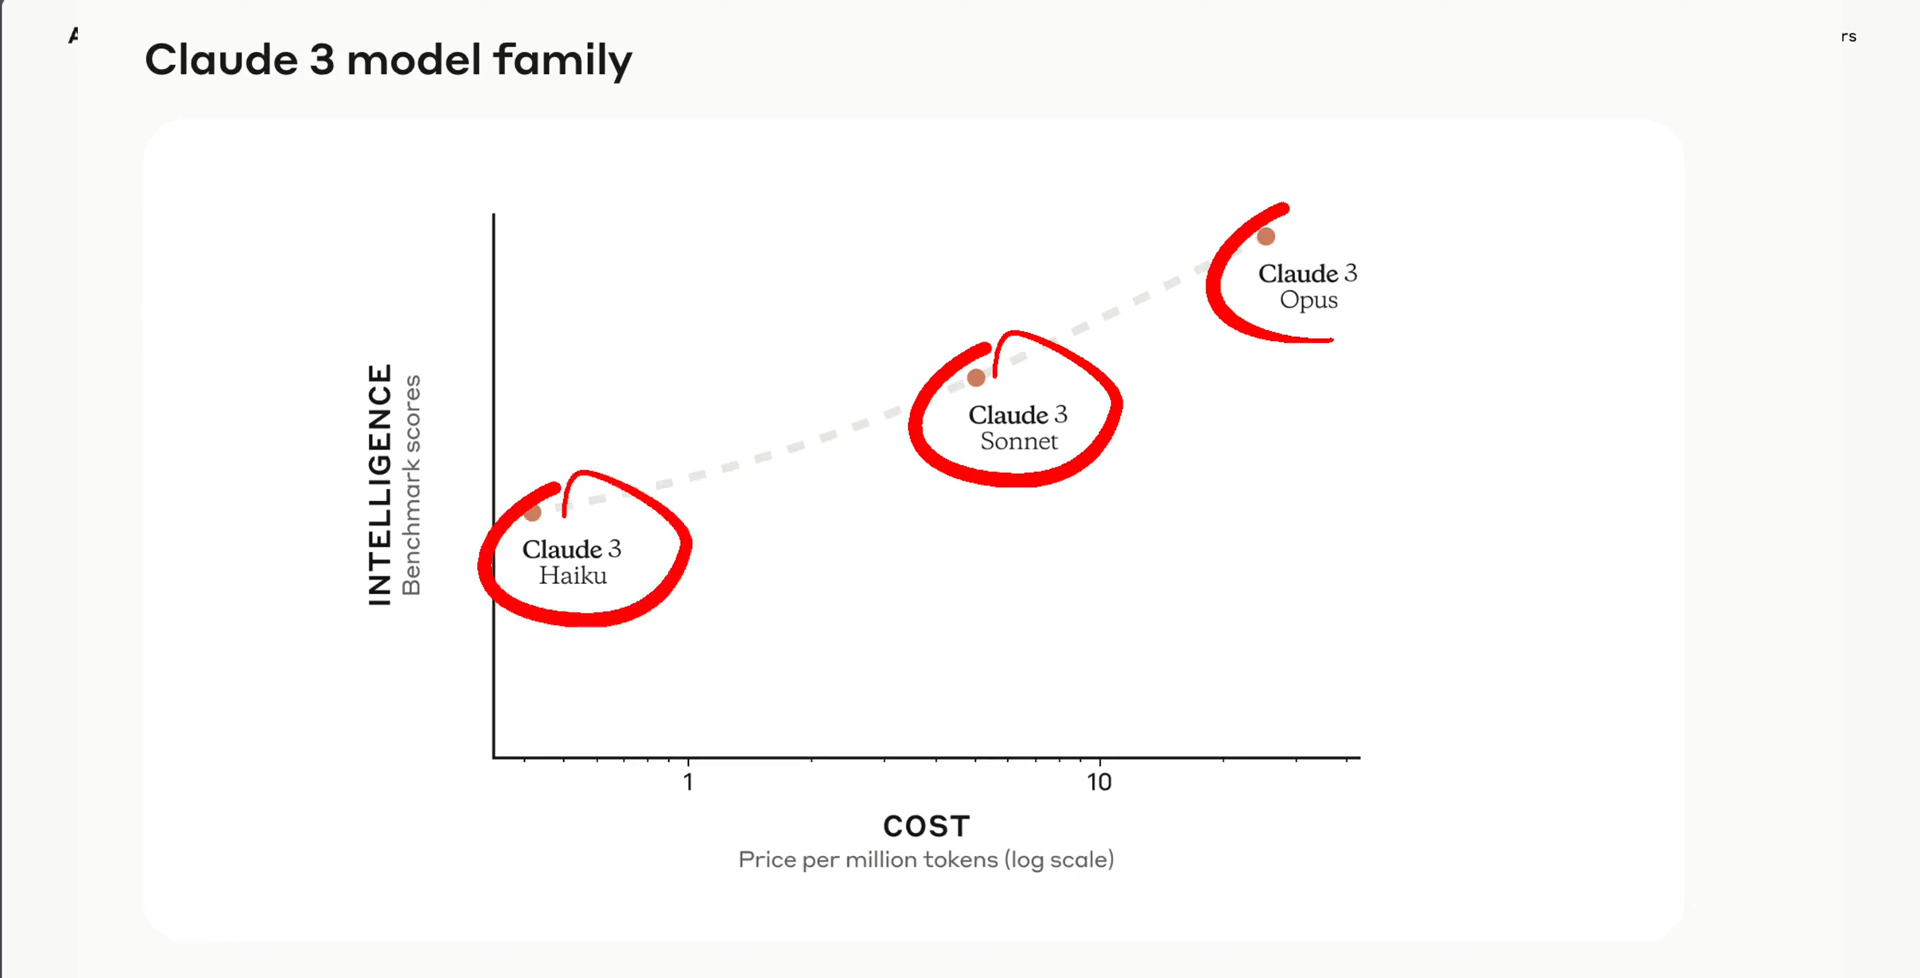 Claude 3 model family
rs
Claude 3
Opus
Claude 3
Sonnet
Claude 3
Haiku
INTELLIGENCE
Benchmark scores
1
10
COST
Price per million tokens (log scale)